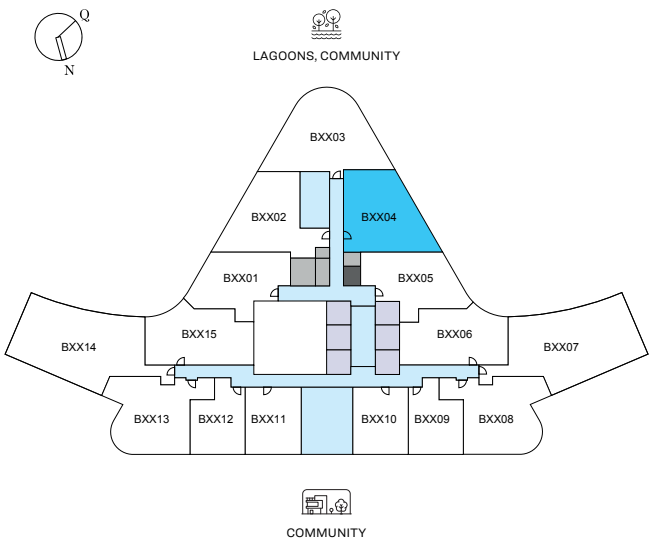 Q
N
LAGOONS, COMMUNITY
BXX03
BXX02
BXX04
BXX01
BXX05
BXX14
BXX15
BXX06
BXX07
BXX13
BXX12
BXX11
BXX10
BXX09
BXX08
COMMUNITY